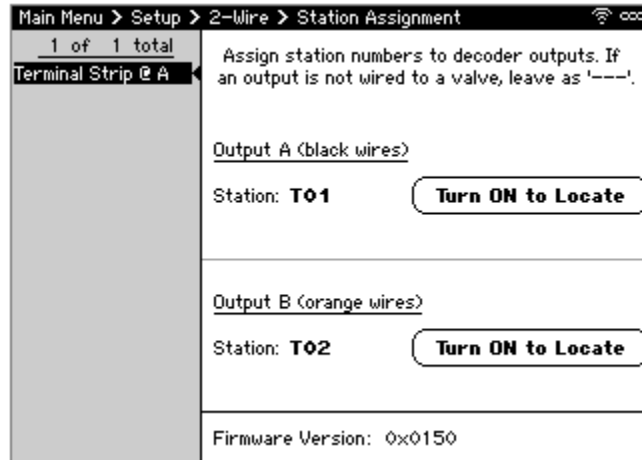 Main Menu > Setup > 2-Wire > Station Assignment
1 of 1 total
Terminal Strip @ A
Assign station numbers to decoder outputs. If
an output is not wired to a valve, leave as '---'.
Output A (black wires)
Station: T01 Turn ON to Locate
Output B (orange wires)
Station: T02 Turn ON to Locate
Firmware Version: 0x0150